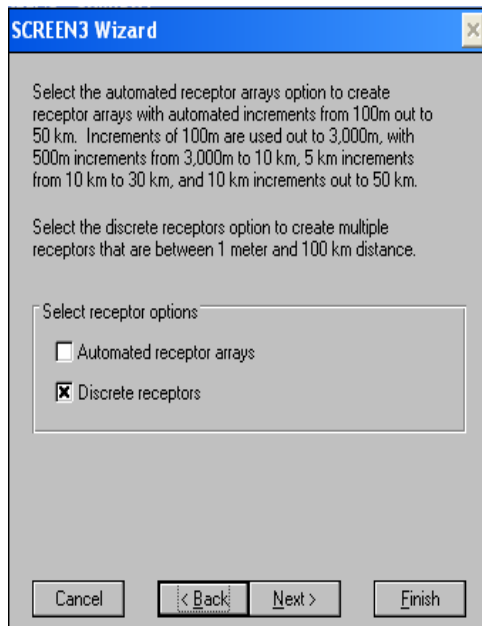 SCREEN3 Wizard
Select the automated receptor arrays option to create
receptor arrays with automated increments from 100m out to
50 km. Increments of 100m are used out to 3,000m, with
500m increments from 3,000m to 10 km, 5 km increments
from 10 km to 30 km, and 10 km increments out to 50 km.
Select the discrete receptors option to create multiple
receptors that are between 1 meter and 100 km distance.
Select receptor options
Automated receptor arrays
Discrete receptors
Cancel
< Back
Next >
Finish